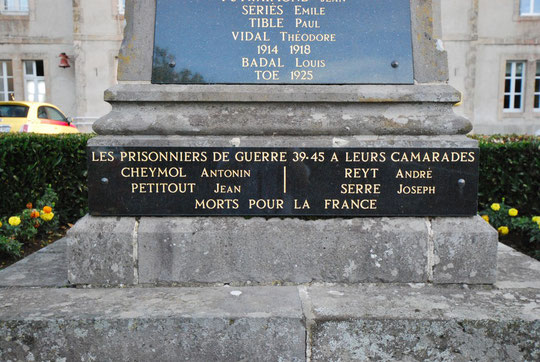 SERIES EMILE
TIBLE PAUL
VIDAL THÉODORE
1914 1918
BADAL LOUIS
TOE 1925
LES PRISONNIERS DE GUERRE 39-45 A LEURS CAMARADES
CHEYMOL ANTONIN | REYT ANDRÉ
PETITOUT JEAN | SERRE JOSEPH
MORTS POUR LA FRANCE